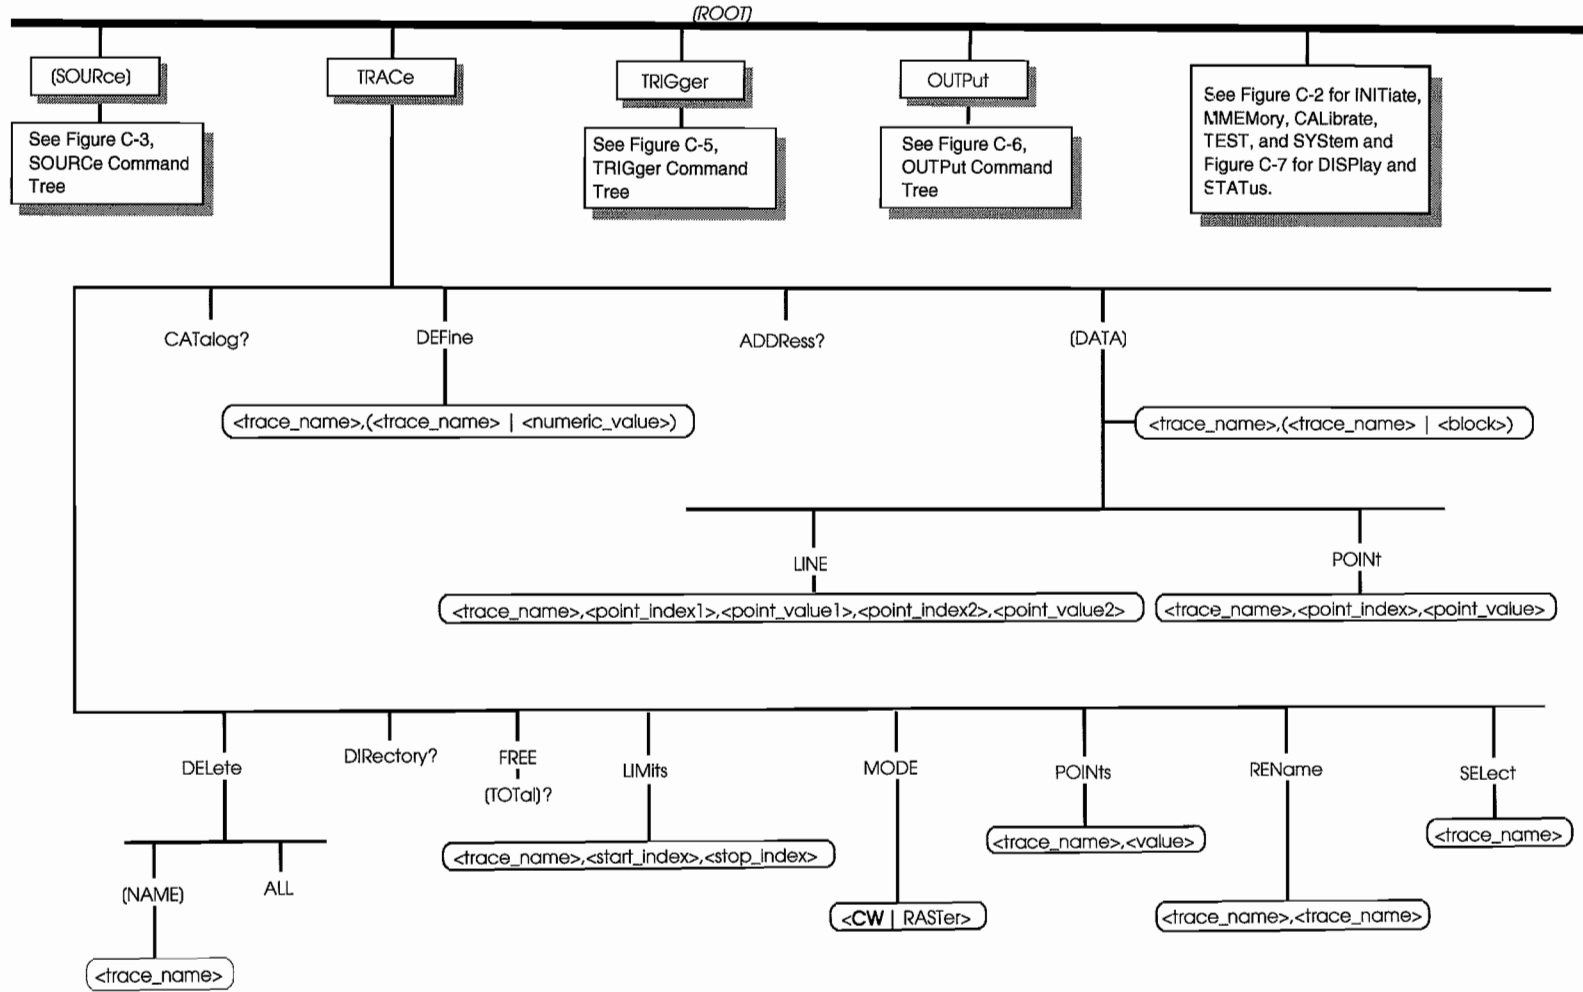 (ROOT)
(SOURce)
TRACe
TRIGger
OUTPut
See Figure C-3,
SOURCe Command
Tree
See Figure C-5,
TRIGger Command
Tree
See Figure C-6,
OUTPut Command
Tree
See Figure C-2 for INITiate,
MMEMory, CALibrate,
TEST, and SYStem and
Figure C-7 for DISPlay and
STATus.
CATalog?
DEFine
ADDRess?
(DATA)
<trace_name>,(<trace_name> | <numeric_value>)
<trace_name>,(<trace_name> | <block>)
LINE
POINt
<trace_name>,<point_index1>,<point_value1>,<point_index2>,<point_value2>
<trace_name>,<point_index>,<point_value>
DELete
DIRectory?
FREE
(TOTal)?
LIMits
MODE
POINts
REName
SELect
<trace_name>,<start_index>,<stop_index>
<trace_name>,<value>
<trace_name>
(NAME)
ALL
<CW | RASTer>
<trace_name>,<trace_name>
<trace_name>